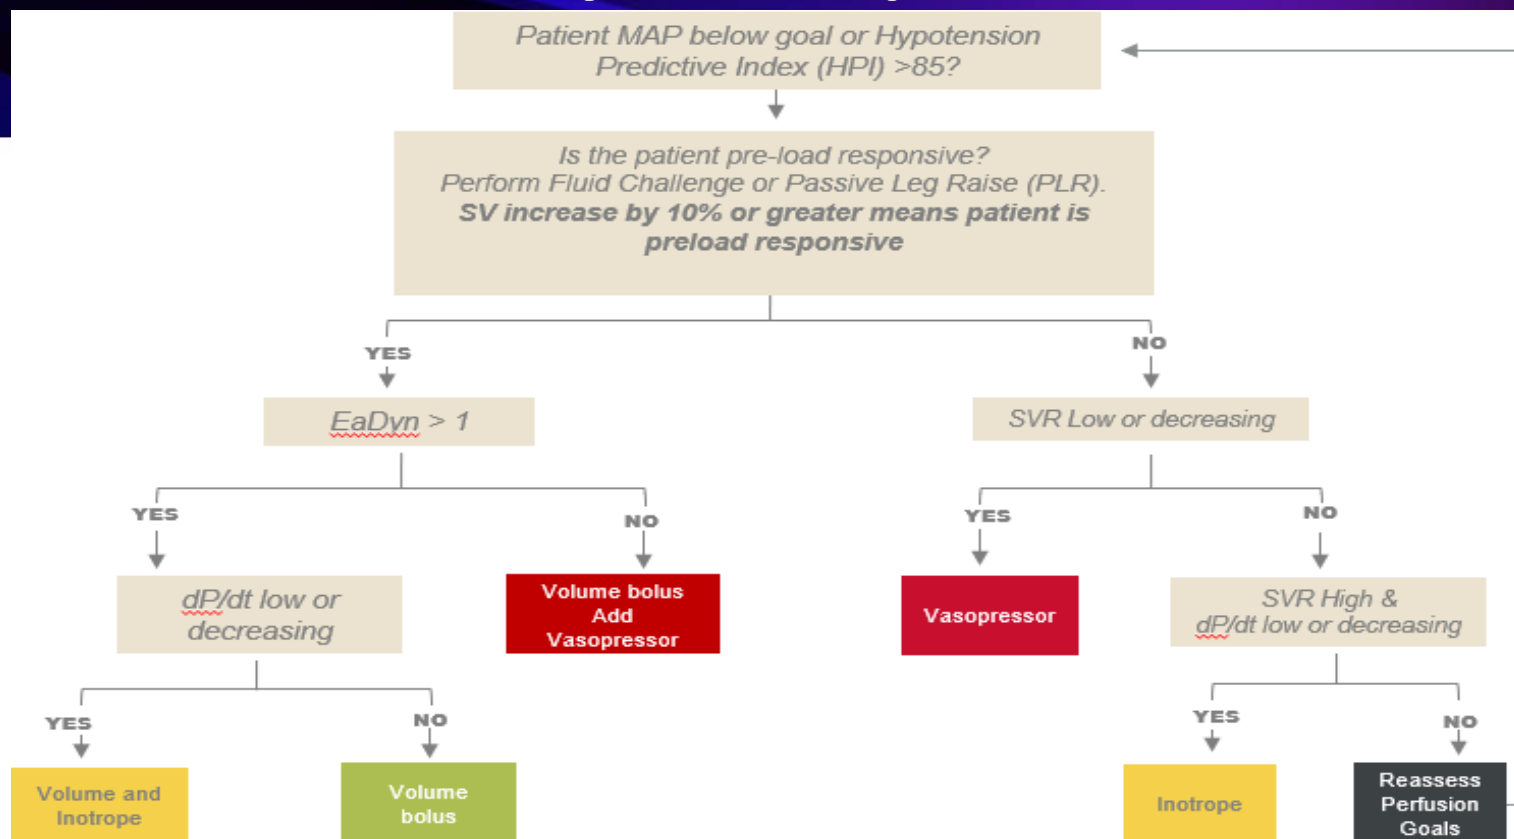 Patient MAP below goal or Hypotension
Predictive Index (HPI) >85?
Is the patient pre-load responsive?
Perform Fluid Challenge or Passive Leg Raise (PLR).
SV increase by 10% or greater means patient is
preload responsive
YES
NO
EaDyn > 1
SVR Low or decreasing
YES
NO
YES
NO
dP/dt low or
decreasing
Volume bolus
Add
Vasopressor
Vasopressor
SVR High &
dP/dt low or decreasing
YES
NO
YES
NO
Volume and
Inotrope
Volume
bolus
Inotrope
Reassess
Perfusion
Goals